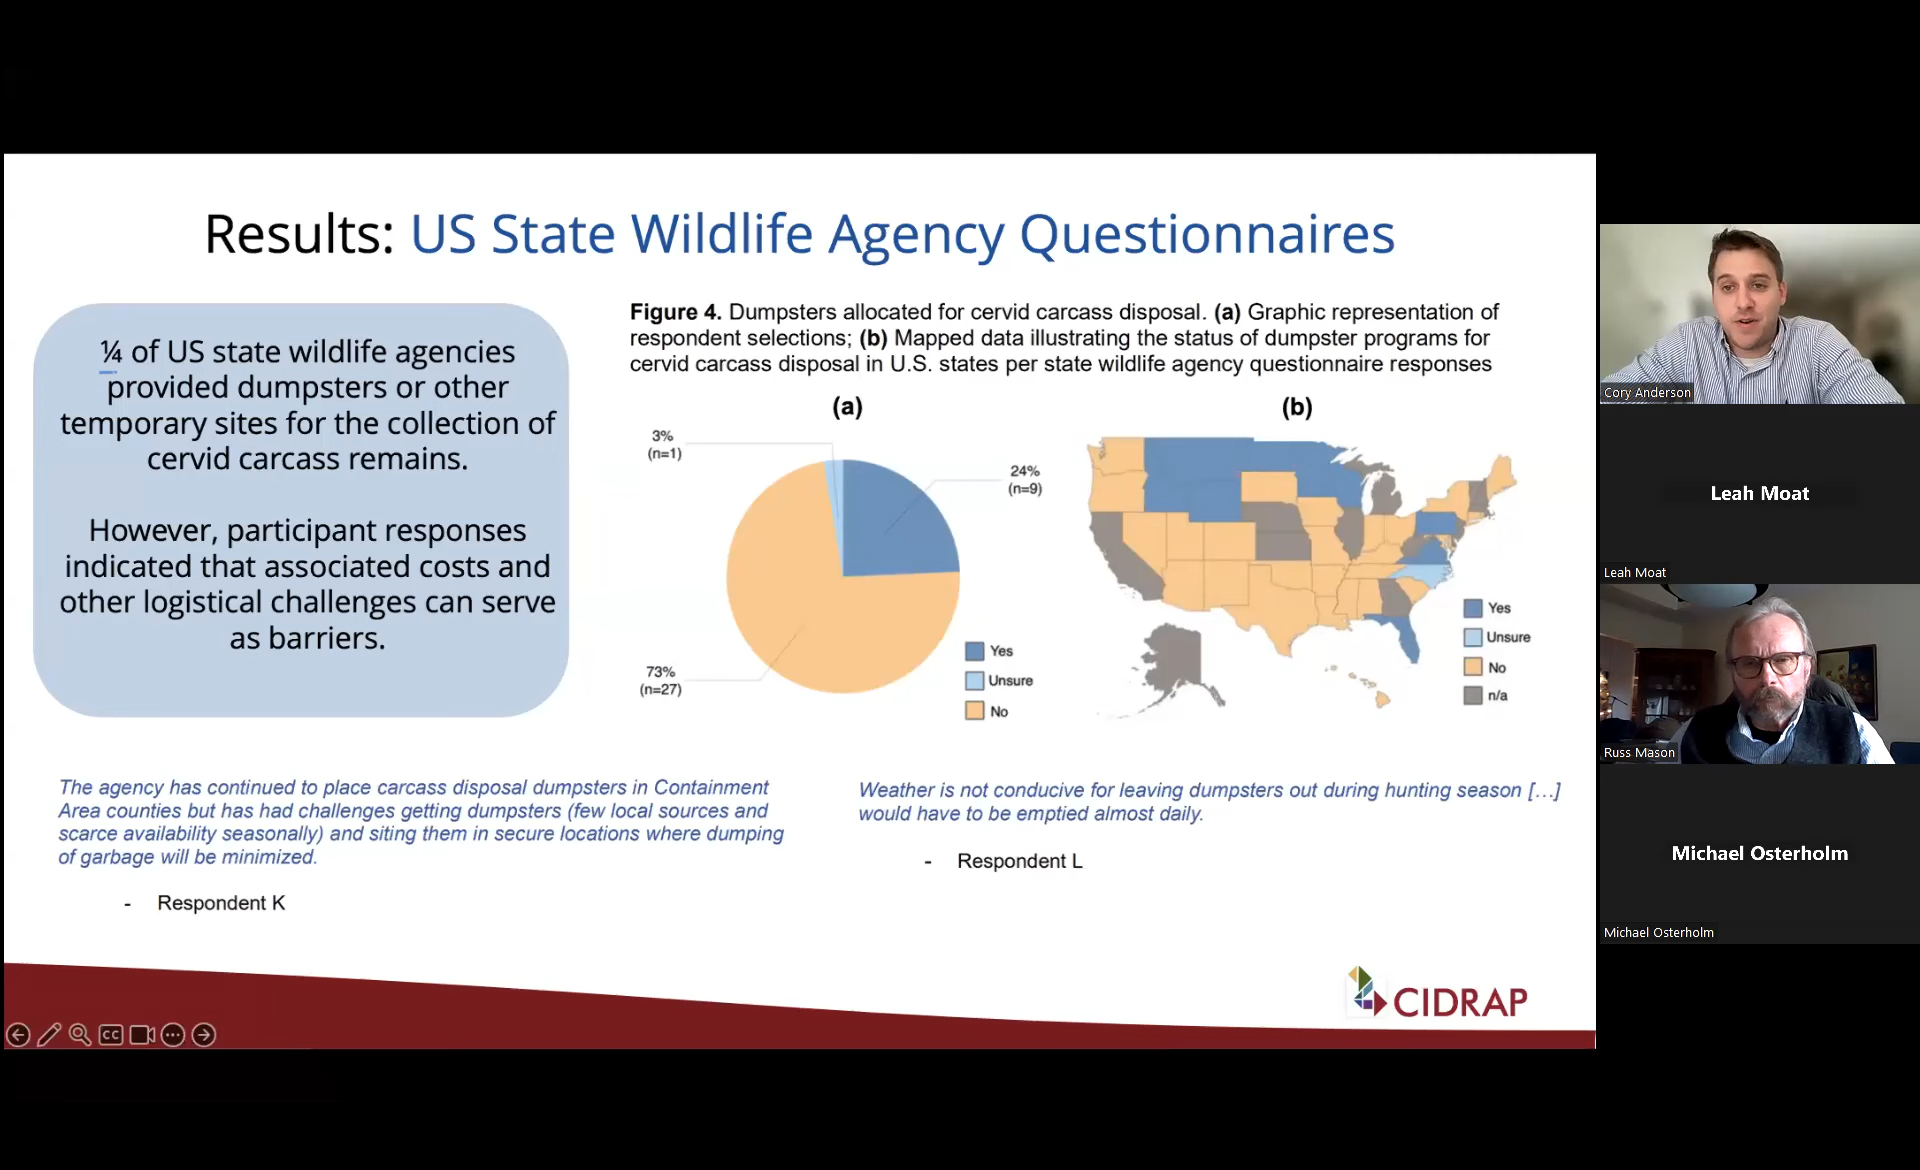 Results: US State Wildlife Agency Questionnaires
¼ of US state wildlife agencies
provided dumpsters or other
temporary sites for the collection of
cervid carcass remains.
However, participant responses
indicated that associated costs and
other logistical challenges can serve
as barriers.
Figure 4. Dumpsters allocated for cervid carcass disposal. (a) Graphic representation of
respondent selections; (b) Mapped data illustrating the status of dumpster programs for
cervid carcass disposal in U.S. states per state wildlife agency questionnaire responses
(a)
3%
(n=1)
24%
(n=9)
73%
(n=27)
Yes
Unsure
No
(b)
Yes
Unsure
No
n/a
The agency has continued to place carcass disposal dumpsters in Containment
Area counties but has had challenges getting dumpsters (few local sources and
scarce availability seasonally) and siting them in secure locations where dumping
of garbage will be minimized.
- Respondent K
Weather is not conducive for leaving dumpsters out during hunting season […]
would have to be emptied almost daily.
- Respondent L
CIDRAP
CC
Cory Anderson
Leah Moat
Leah Moat
Russ Mason
Michael Osterholm
Michael Osterholm